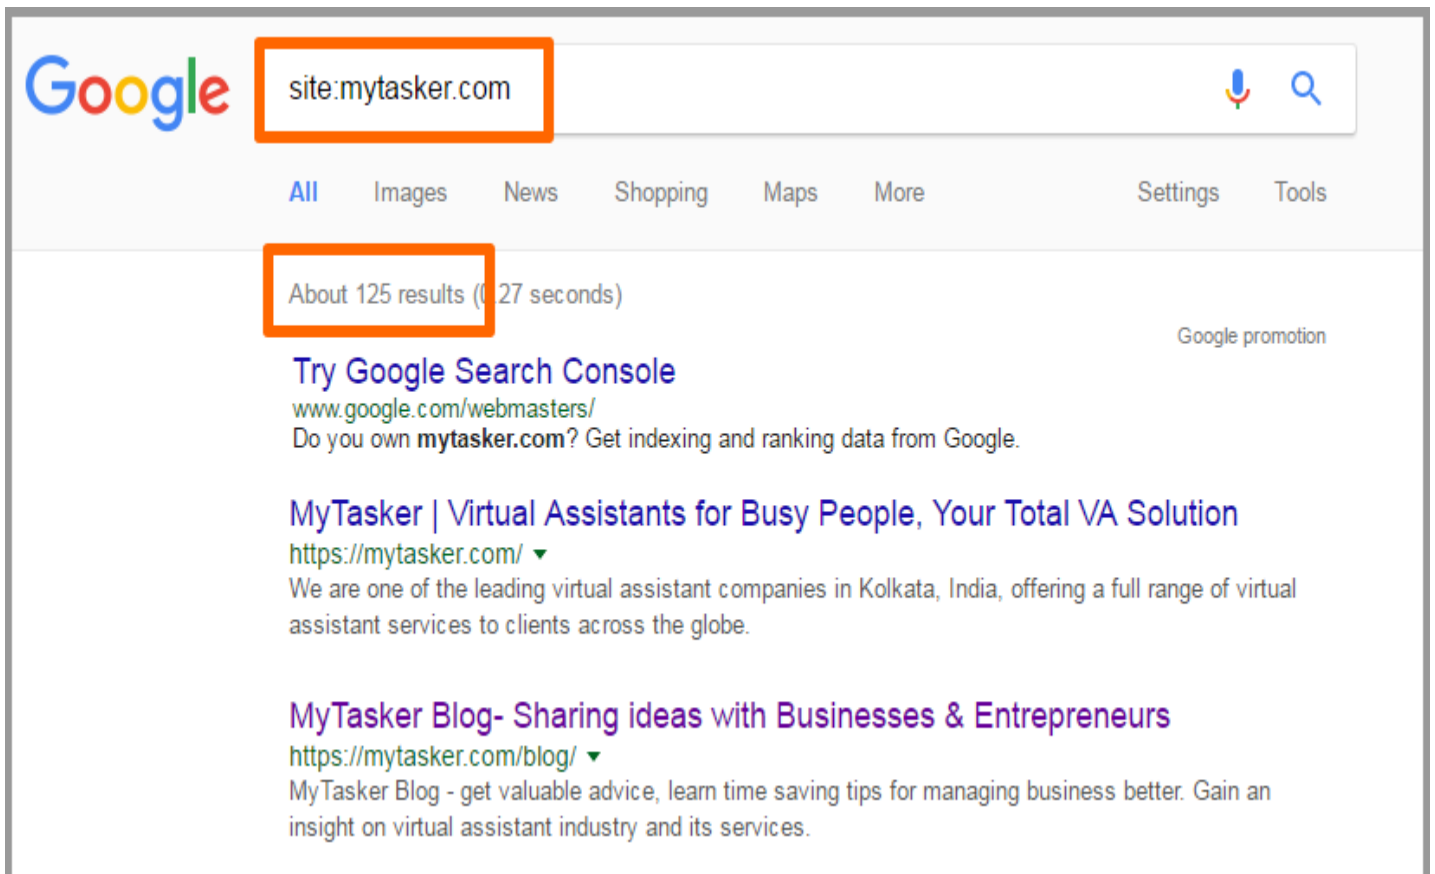 Google site:mytasker.com
All Images News Shopping Maps More Settings Tools
About 125 results (0.27 seconds)
Google promotion
Try Google Search Console
www.google.com/webmasters/
Do you own mytasker.com? Get indexing and ranking data from Google.
MyTasker | Virtual Assistants for Busy People, Your Total VA Solution
https://mytasker.com/
We are one of the leading virtual assistant companies in Kolkata, India, offering a full range of virtual
assistant services to clients across the globe.
MyTasker Blog- Sharing ideas with Businesses & Entrepreneurs
https://mytasker.com/blog/
MyTasker Blog - get valuable advice, learn time saving tips for managing business better. Gain an
insight on virtual assistant industry and its services.